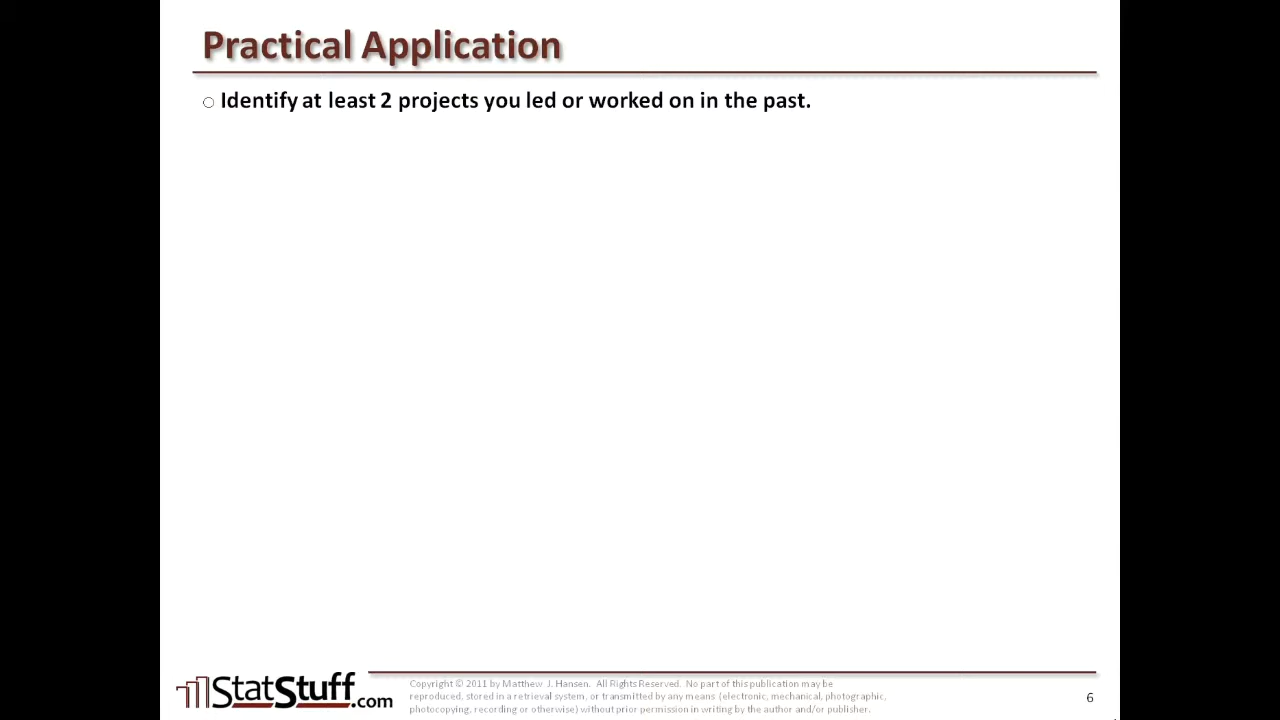 Practical Application
○ Identify at least 2 projects you led or worked on in the past.
StatStuff.com
Copyright © 2011 by Matthew J. Hansen. All Rights Reserved. No part of this publication may be
reproduced, stored in a retrieval system, or transmitted by any means (electronic, mechanical, photographic,
photocopying, recording or otherwise) without prior permission in writing by the author and/or publisher.
6